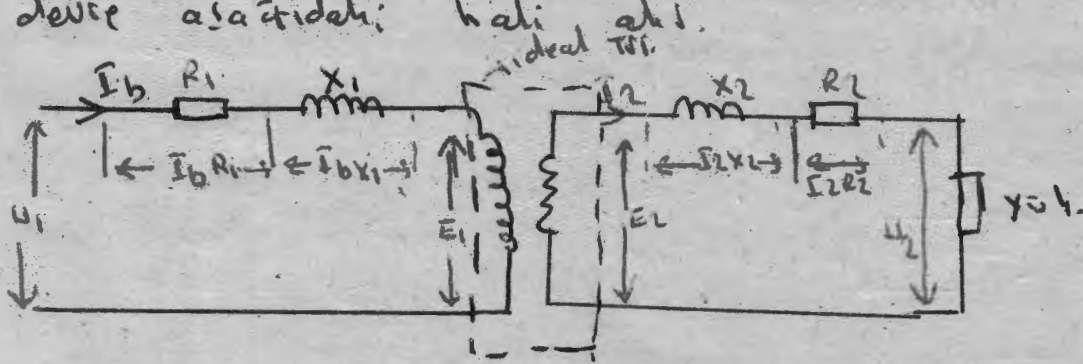 devre aşağıdaki hali alır.
ideal Trf.
Ib R1 X1 I2 X2 R2
Ib R1 Ib X1 I2 X2 I2 R2
U1 E1 E2 U2 yük